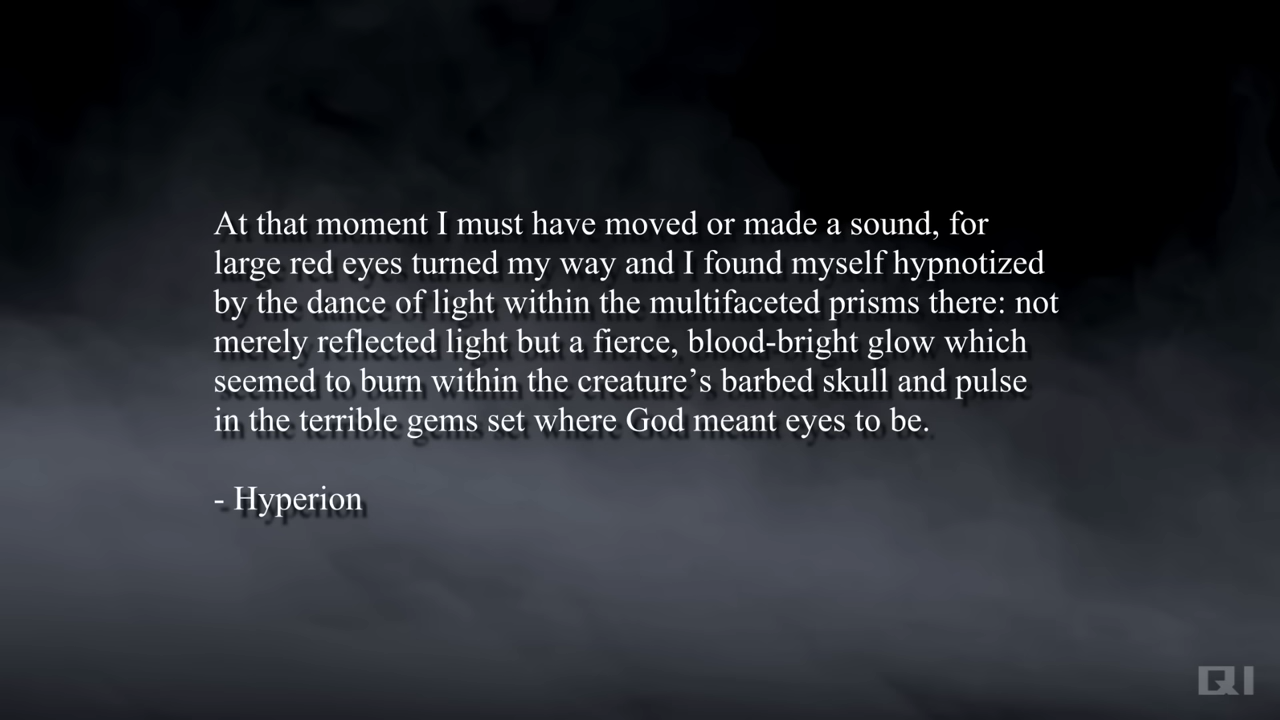 At that moment I must have moved or made a sound, for
large red eyes turned my way and I found myself hypnotized
by the dance of light within the multifaceted prisms there: not
merely reflected light but a fierce, blood-bright glow which
seemed to burn within the creature’s barbed skull and pulse
in the terrible gems set where God meant eyes to be.
- Hyperion
QI